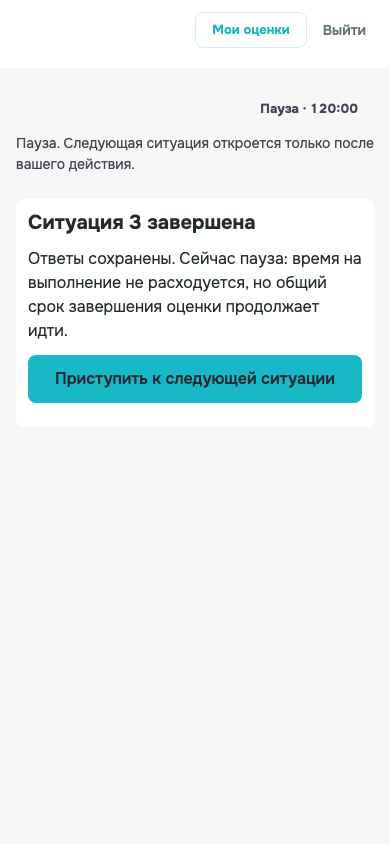 Мои оценки
Выйти
Пауза · 120:00
Пауза. Следующая ситуация откроется только после
вашего действия.
Ситуация 3 завершена
Ответы сохранены. Сейчас пауза: время на
выполнение не расходуется, но общий
срок завершения оценки продолжает
идти.
Приступить к следующей ситуации